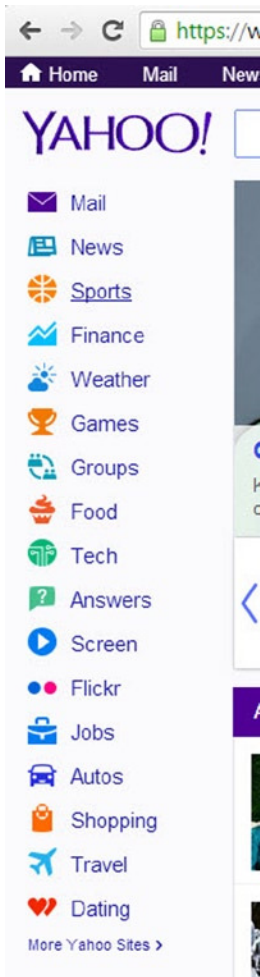 https://w
Home Mail New
YAHOO!
Mail
News
Sports
Finance
Weather
Games
Groups
Food
Tech
? Answers
Screen
Flickr
Jobs
Autos
Shopping
Travel
Dating
More Yahoo Sites >